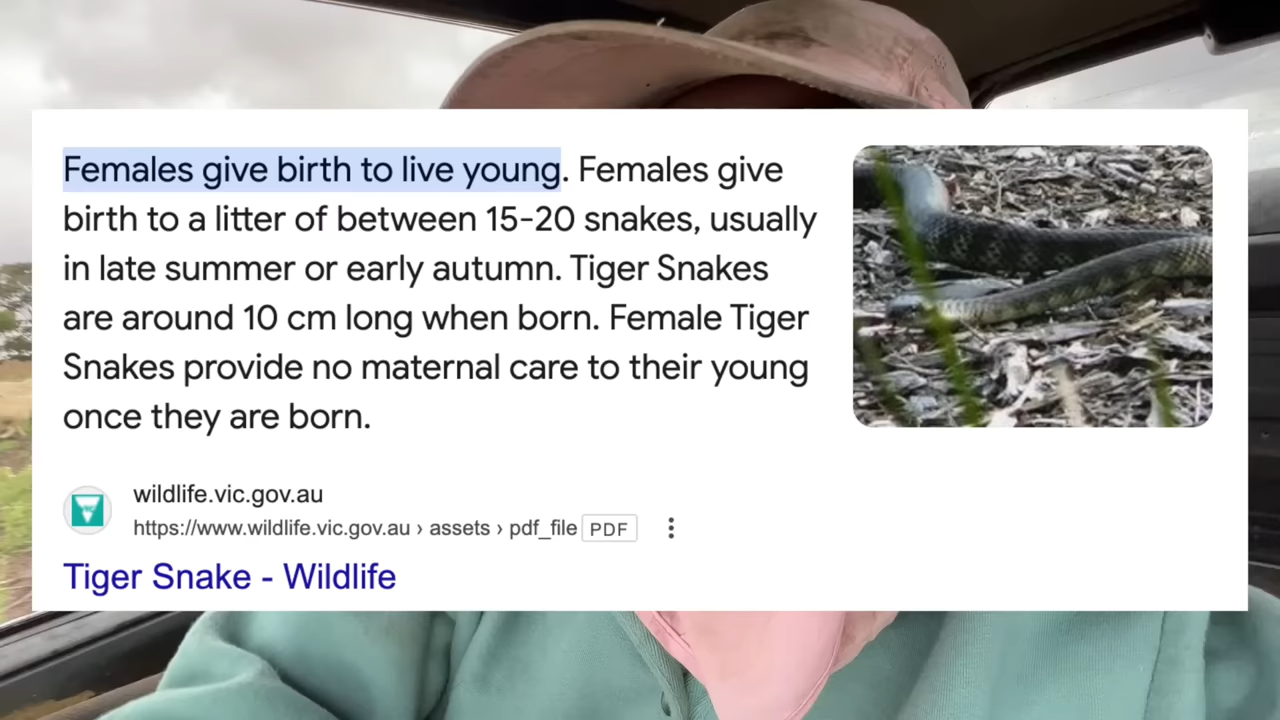 Females give birth to live young. Females give
birth to a litter of between 15-20 snakes, usually
in late summer or early autumn. Tiger Snakes
are around 10 cm long when born. Female Tiger
Snakes provide no maternal care to their young
once they are born.
wildlife.vic.gov.au
https://www.wildlife.vic.gov.au › assets › pdf_file PDF
Tiger Snake - Wildlife